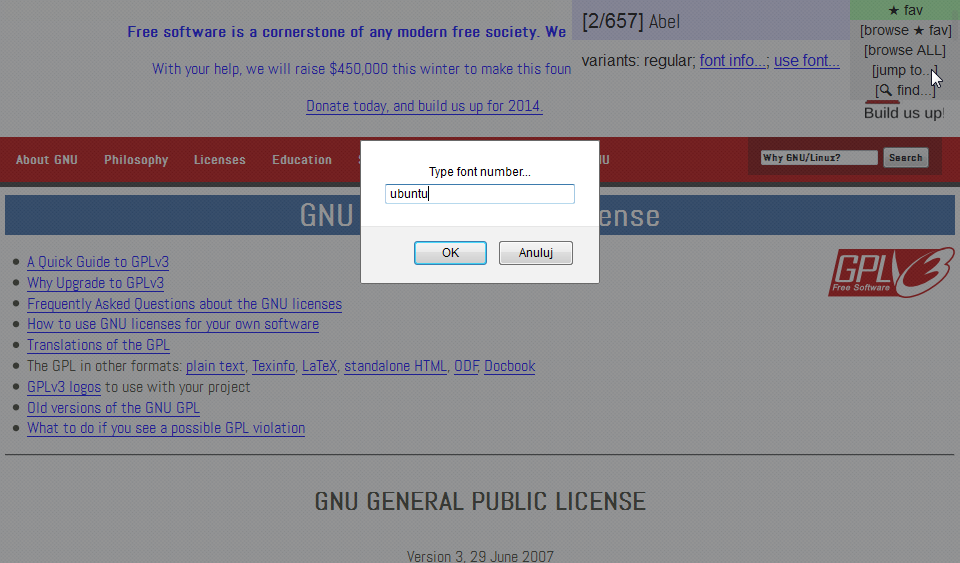 Free software is a cornerstone of any modern free society. We
With your help, we will raise $450,000 this winter to make this foun
Donate today, and build us up for 2014.
[2/657] Abel
variants: regular; font info...; use font...
★ fav
[browse ★ fav]
[browse ALL]
[jump to...]
[🔍 find...]
Build us up!
About GNU Philosophy Licenses Education S NU
Why GNU/Linux? Search
Type font number...
ubuntu
OK Anuluj
GNU ense
GPL v3
Free Software
• A Quick Guide to GPLv3
• Why Upgrade to GPLv3
• Frequently Asked Questions about the GNU licenses
• How to use GNU licenses for your own software
• Translations of the GPL
• The GPL in other formats: plain text, Texinfo, LaTeX, standalone HTML, ODF, Docbook
• GPLv3 logos to use with your project
• Old versions of the GNU GPL
• What to do if you see a possible GPL violation
GNU GENERAL PUBLIC LICENSE
Version 3, 29 June 2007